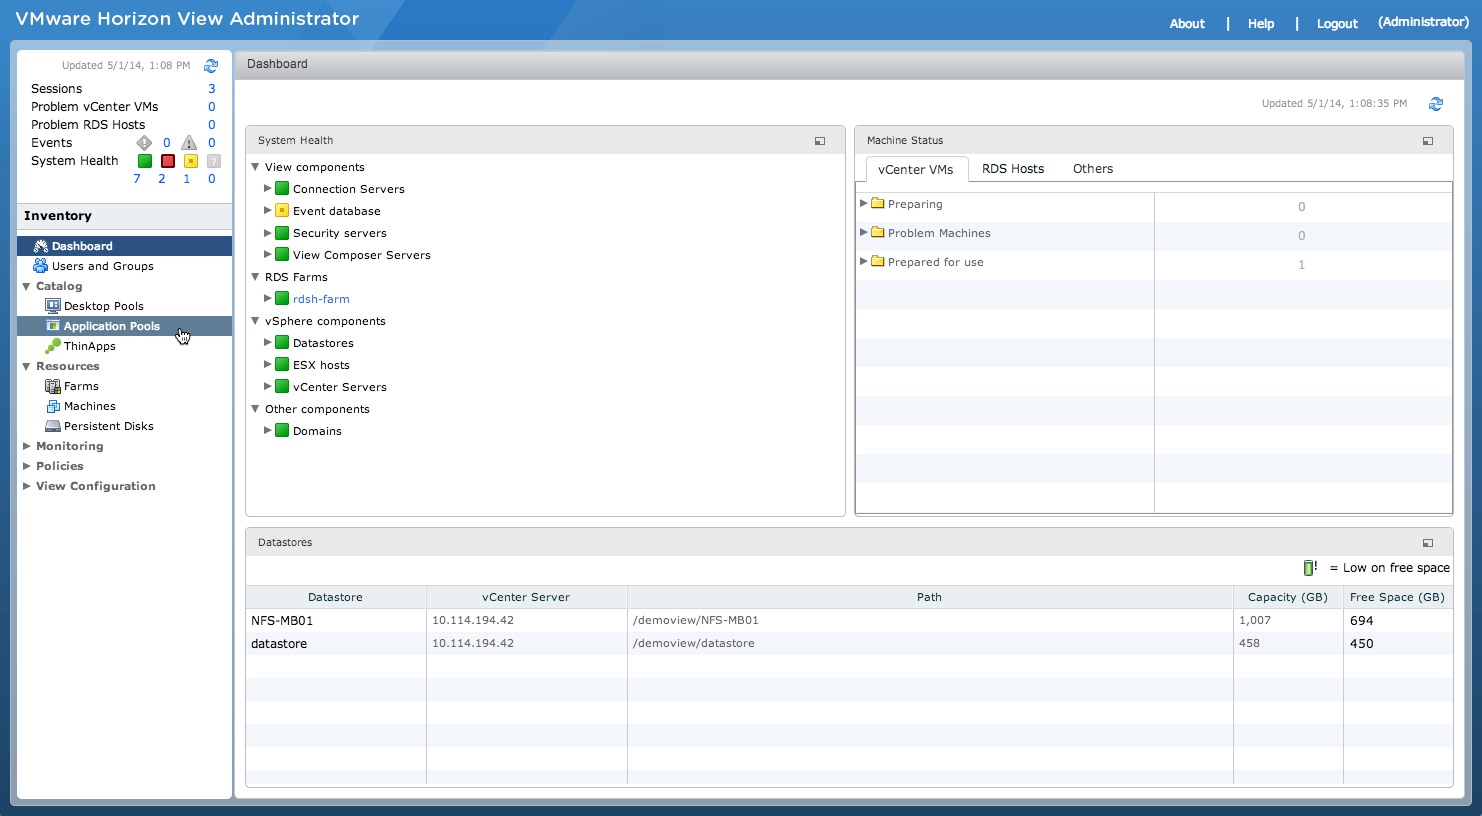 VMware Horizon View Administrator
About | Help | Logout (Administrator)
Updated 5/1/14, 1:08 PM
Sessions 3
Problem vCenter VMs 0
Problem RDS Hosts 0
Events 0 0
System Health
7 2 1 0
Inventory
Dashboard
Users and Groups
Catalog
Desktop Pools
Application Pools
ThinApps
Resources
Farms
Machines
Persistent Disks
Monitoring
Policies
View Configuration
Dashboard
Updated 5/1/14, 1:08:35 PM
System Health
View components
Connection Servers
Event database
Security servers
View Composer Servers
RDS Farms
rdsh-farm
vSphere components
Datastores
ESX hosts
vCenter Servers
Other components
Domains
Machine Status
vCenter VMs RDS Hosts Others
Preparing 0
Problem Machines 0
Prepared for use 1
Datastores
! = Low on free space
Datastore vCenter Server Path Capacity (GB) Free Space (GB)
NFS-MB01 10.114.194.42 /demoview/NFS-MB01 1,007 694
datastore 10.114.194.42 /demoview/datastore 458 450